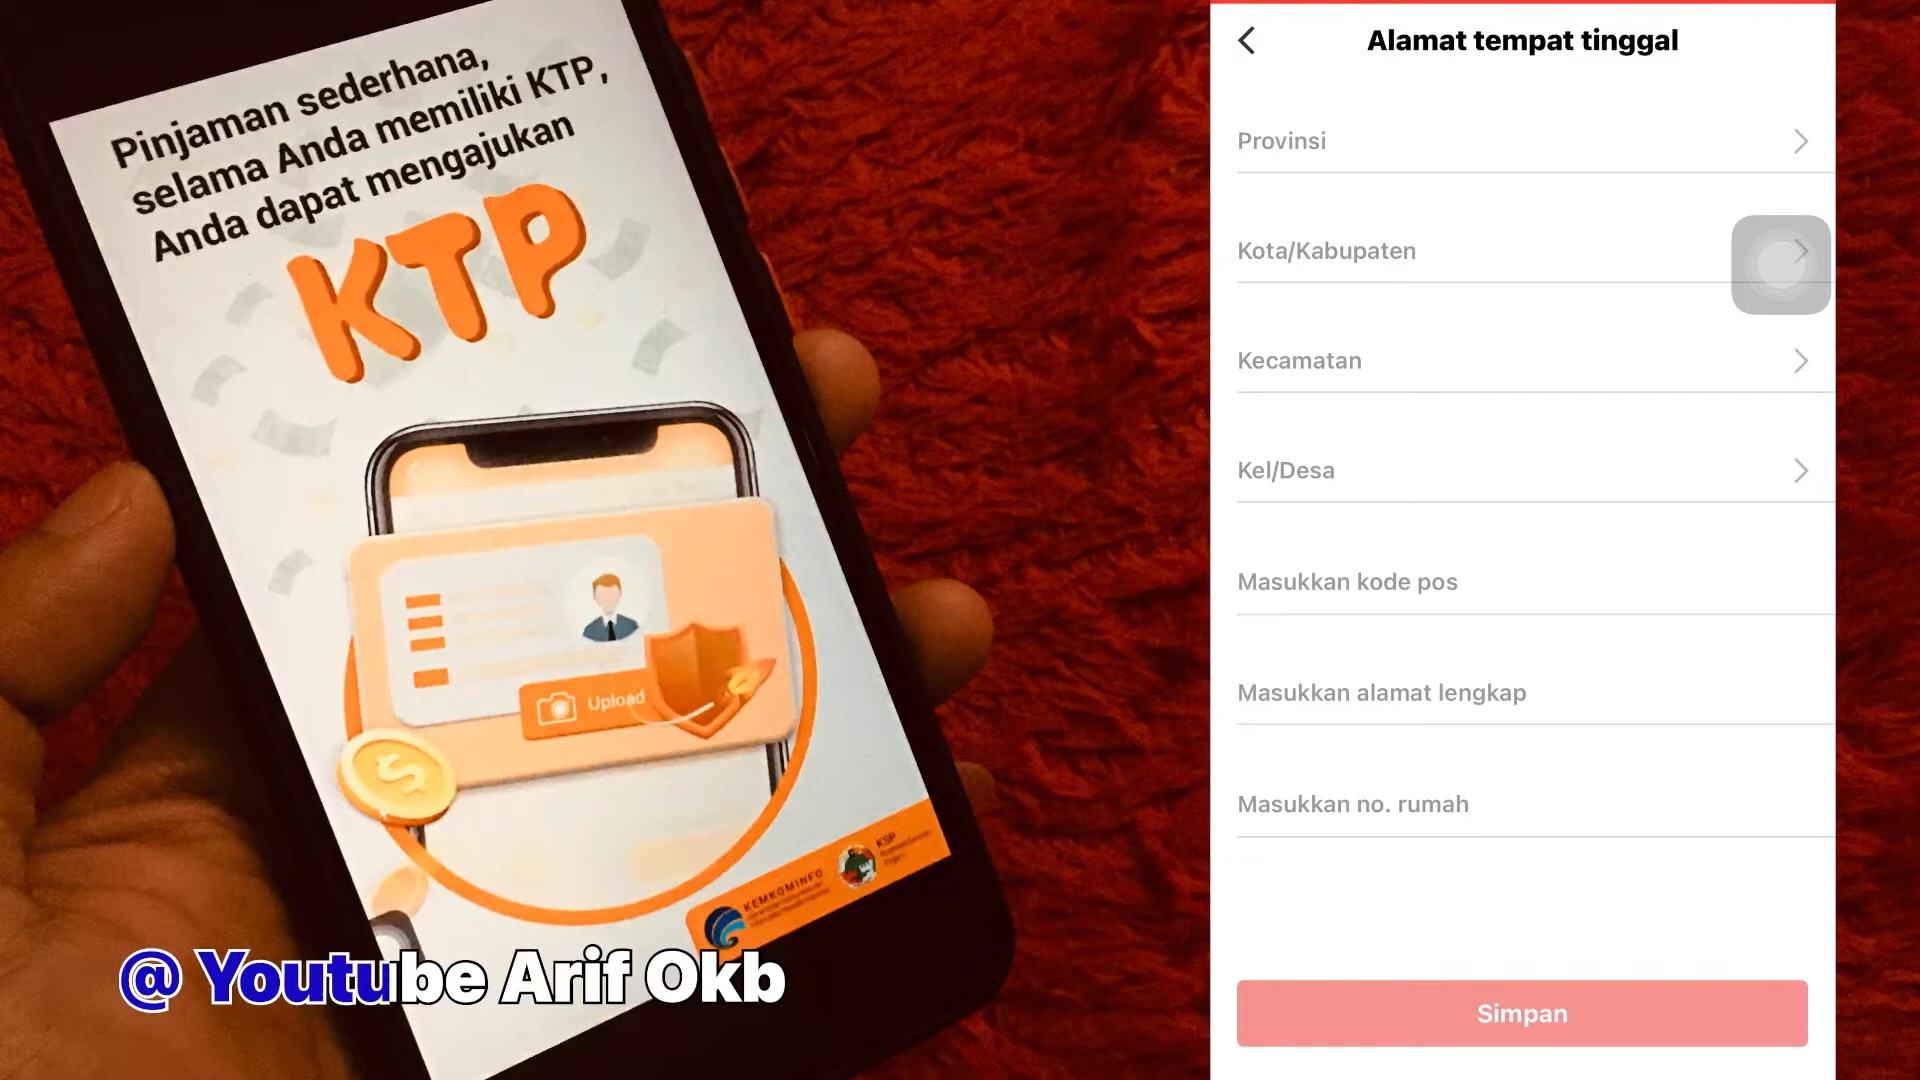 Pinjaman sederhana,
selama Anda memiliki KTP,
Anda dapat mengajukan
KTP
Upload
KEMKOMINFO
KSP
@ Youtube Arif Okb
Alamat tempat tinggal
Provinsi
Kota/Kabupaten
Kecamatan
Kel/Desa
Masukkan kode pos
Masukkan alamat lengkap
Masukkan no. rumah
Simpan